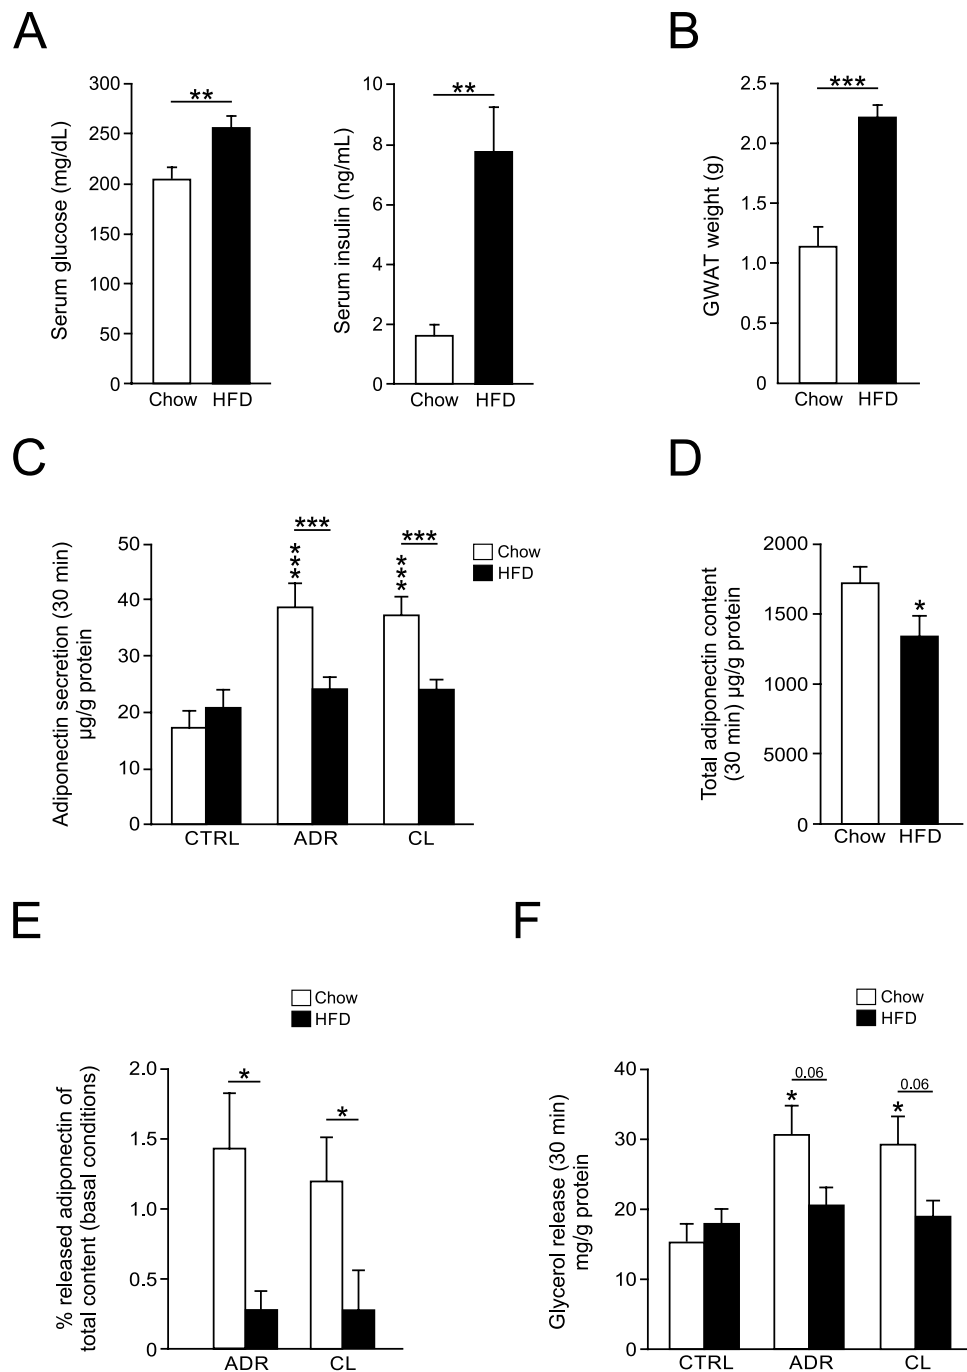 A
B
300
250
200
150
100
50
0
Serum glucose (mg/dL)
**
Chow HFD
10
8
6
4
2
0
Serum insulin (ng/mL)
**
Chow HFD
2.5
2.0
1.5
1.0
0.5
0
GWAT weight (g)
***
Chow HFD
C
D
50
40
30
20
10
0
Adiponectin secretion (30 min)
µg/g protein
***
***
***
***
Chow
HFD
CTRL ADR CL
2000
1500
1000
5000
0
Total adiponectin content
(30 min) µg/g protein
*
Chow HFD
E
F
Chow
HFD
2.0
1.5
1.0
0.5
0
% released adiponectin of
total content (basal conditions)
*
*
ADR CL
Chow
HFD
40
30
20
10
0
Glycerol release (30 min)
mg/g protein
0.06
0.06
*
*
CTRL ADR CL